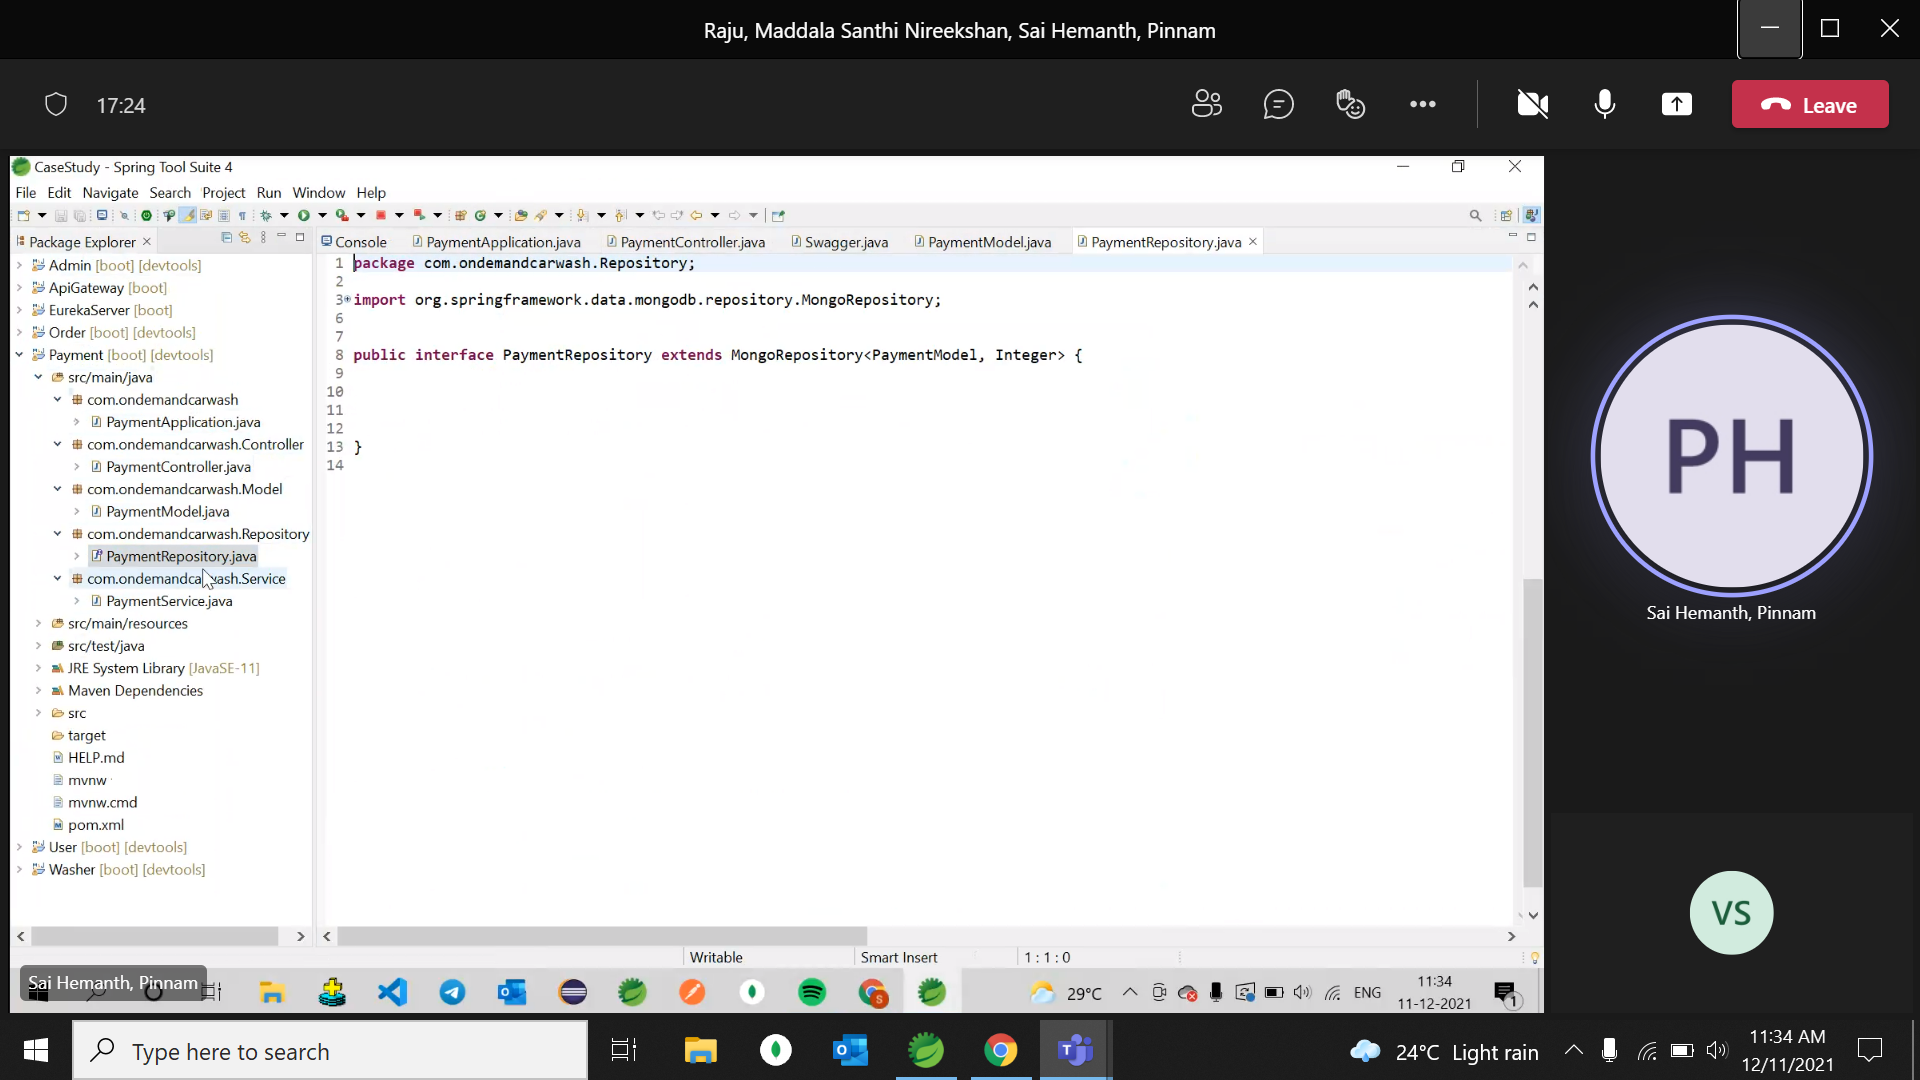 Raju, Maddala Santhi Nireekshan, Sai Hemanth, Pinnam
17:24
Leave
CaseStudy - Spring Tool Suite 4
File Edit Navigate Search Project Run Window Help
Package Explorer
Console
PaymentApplication.java
PaymentController.java
Swagger.java
PaymentModel.java
PaymentRepository.java
Admin [boot] [devtools]
ApiGateway [boot]
EurekaServer [boot]
Order [boot] [devtools]
Payment [boot] [devtools]
src/main/java
com.ondemandcarwash
PaymentApplication.java
com.ondemandcarwash.Controller
PaymentController.java
com.ondemandcarwash.Model
PaymentModel.java
com.ondemandcarwash.Repository
PaymentRepository.java
com.ondemandcarwash.Service
PaymentService.java
src/main/resources
src/test/java
JRE System Library [JavaSE-11]
Maven Dependencies
src
target
HELP.md
mvnw
mvnw.cmd
pom.xml
User [boot] [devtools]
Washer [boot] [devtools]
1 package com.ondemandcarwash.Repository;
2
3 import org.springframework.data.mongodb.repository.MongoRepository;
6
7
8 public interface PaymentRepository extends MongoRepository<PaymentModel, Integer> {
9
10
11
12
13 }
14
Writable
Smart Insert
1 : 1 : 0
Sai Hemanth, Pinnam
29°C
ENG
11:34
11-12-2021
1
PH
Sai Hemanth, Pinnam
VS
Type here to search
24°C Light rain
11:34 AM
12/11/2021